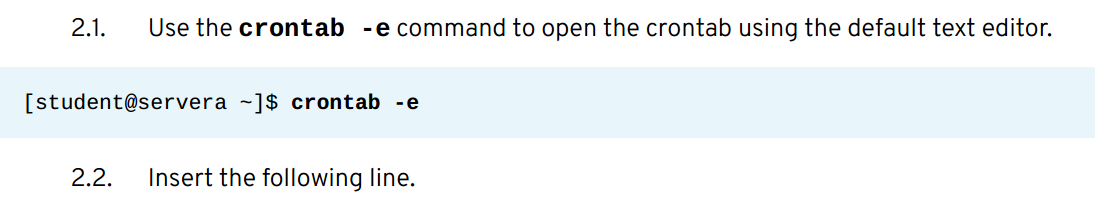 2.1. Use the crontab -e command to open the crontab using the default text editor.
[student@servera ~]$ crontab -e
2.2. Insert the following line.